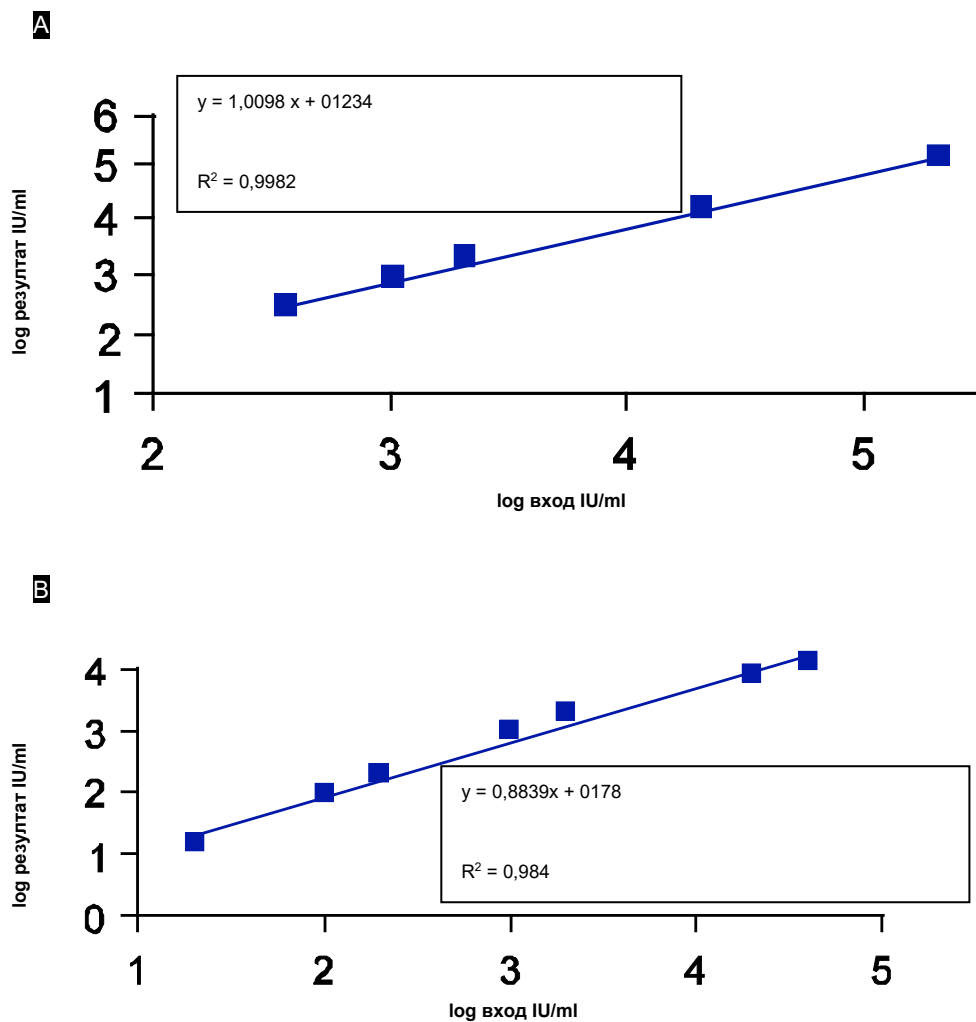 A
y = 1,0098 x + 01234
R² = 0,9982
log резултат IU/ml
6
5
4
3
2
1
2 3 4 5
log вход IU/ml
B
y = 0,8839x + 0178
R² = 0,984
log резултат IU/ml
4
3
2
1
0
1 2 3 4 5
log вход IU/ml